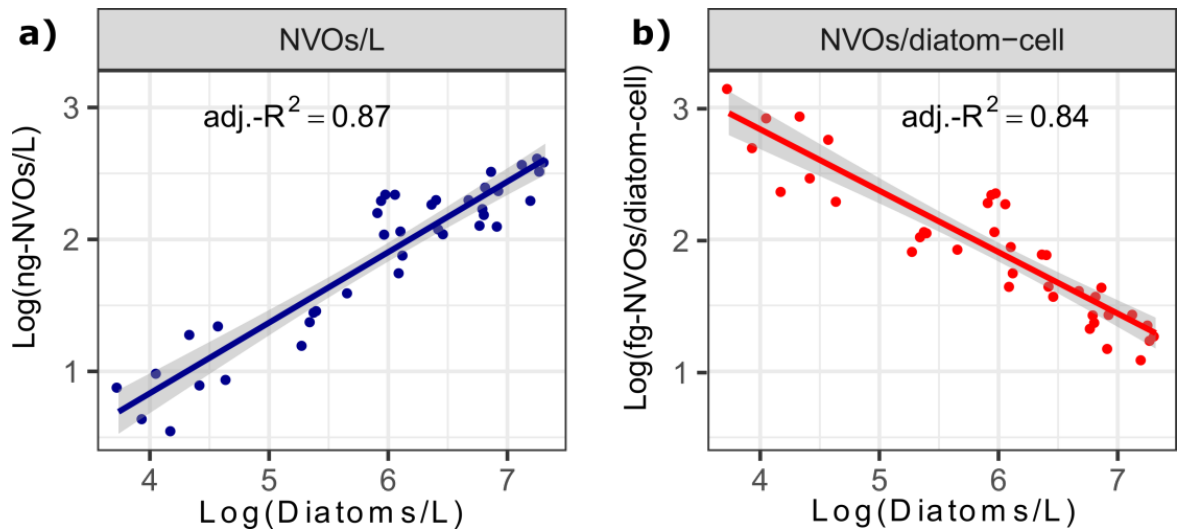 a)
NVOs/L
adj.-R² = 0.87
Log(ng-NVOs/L)
3
2
1
4 5 6 7
Log(Diatoms/L)
b)
NVOs/diatom−cell
adj.-R² = 0.84
Log(fg-NVOs/diatom-cell)
3
2
1
4 5 6 7
Log(Diatoms/L)